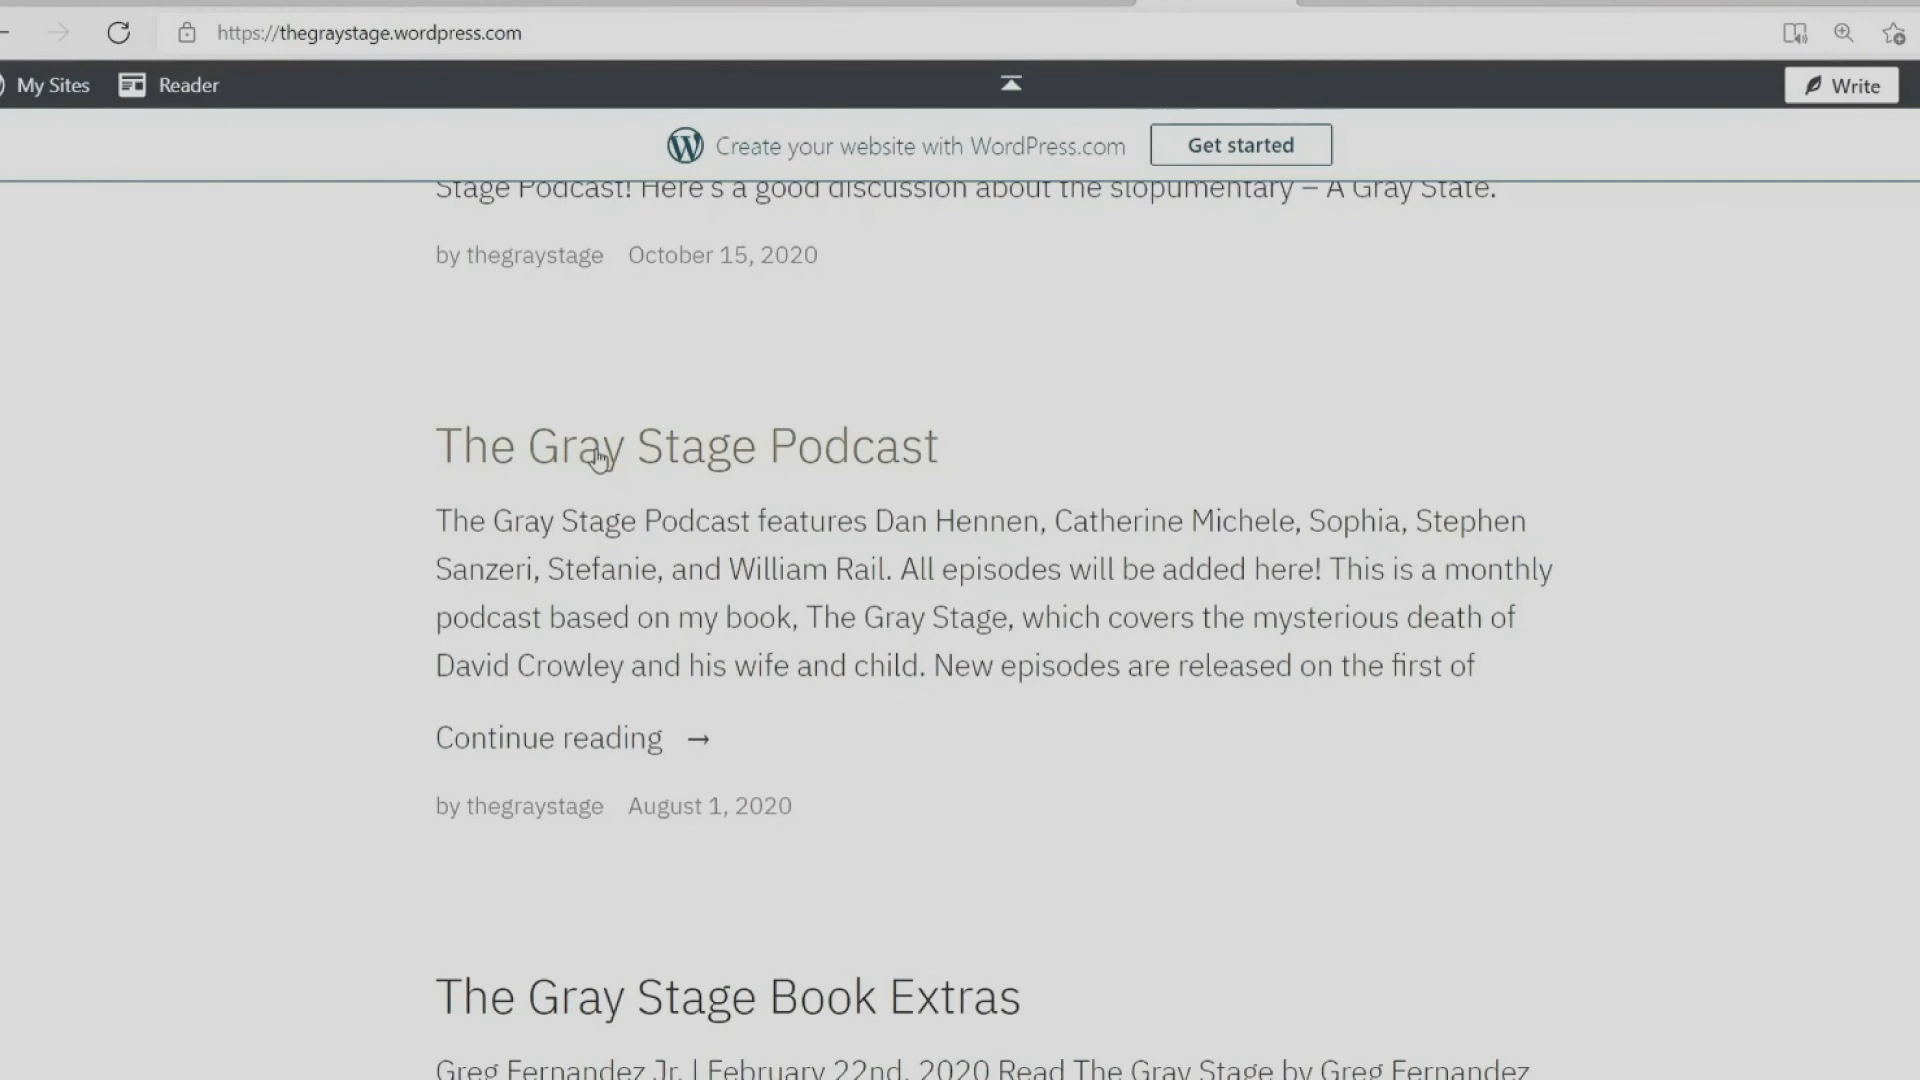 https://thegraystage.wordpress.com
My Sites Reader Write
Create your website with WordPress.com Get started
Stage Podcast! Here's a good discussion about the slopumentary – A Gray State.
by thegraystage October 15, 2020
The Gray Stage Podcast
The Gray Stage Podcast features Dan Hennen, Catherine Michele, Sophia, Stephen
Sanzeri, Stefanie, and William Rail. All episodes will be added here! This is a monthly
podcast based on my book, The Gray Stage, which covers the mysterious death of
David Crowley and his wife and child. New episodes are released on the first of
Continue reading →
by thegraystage August 1, 2020
The Gray Stage Book Extras
Greg Fernandez Jr. | February 22nd, 2020 Read The Gray Stage by Greg Fernandez